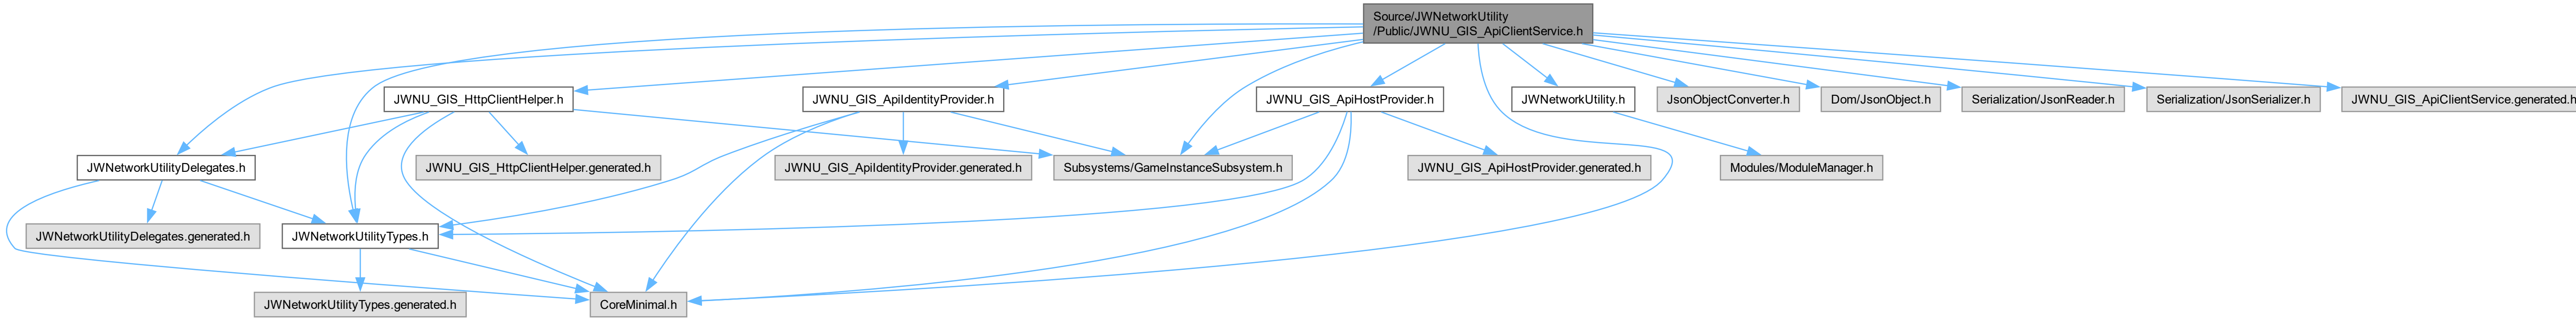 Source/JWNetworkUtility
/Public/JWNU_GIS_ApiClientService.h
JWNU_GIS_HttpClientHelper.h
JWNU_GIS_ApiIdentityProvider.h
JWNU_GIS_ApiHostProvider.h
JWNetworkUtility.h
JsonObjectConverter.h
Dom/JsonObject.h
Serialization/JsonReader.h
Serialization/JsonSerializer.h
JWNU_GIS_ApiClientService.generated.h
JWNetworkUtilityDelegates.h
JWNU_GIS_HttpClientHelper.generated.h
JWNU_GIS_ApiIdentityProvider.generated.h
Subsystems/GameInstanceSubsystem.h
JWNU_GIS_ApiHostProvider.generated.h
Modules/ModuleManager.h
JWNetworkUtilityDelegates.generated.h
JWNetworkUtilityTypes.h
JWNetworkUtilityTypes.generated.h
CoreMinimal.h